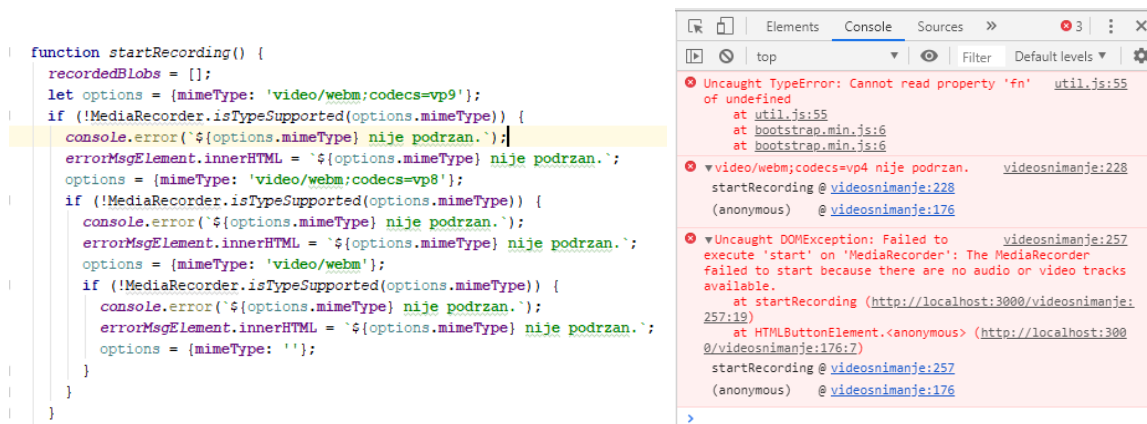 function startRecording() {
recordedBlobs = [];
let options = {mimeType: 'video/webm;codecs=vp9'};
if (!MediaRecorder.isTypeSupported(options.mimeType)) {
console.error(`${options.mimeType} nije podrzan.`);
errorMsgElement.innerHTML = `${options.mimeType} nije podrzan.`;
options = {mimeType: 'video/webm;codecs=vp8'};
if (!MediaRecorder.isTypeSupported(options.mimeType)) {
console.error(`${options.mimeType} nije podrzan.`);
errorMsgElement.innerHTML = `${options.mimeType} nije podrzan.`;
options = {mimeType: 'video/webm'};
if (!MediaRecorder.isTypeSupported(options.mimeType)) {
console.error(`${options.mimeType} nije podrzan.`);
errorMsgElement.innerHTML = `${options.mimeType} nije podrzan.`;
options = {mimeType: ''};
}
}
}
Elements Console Sources » 3
top Filter Default levels ▼
Uncaught TypeError: Cannot read property 'fn' util.js:55
of undefined
at util.js:55
at bootstrap.min.js:6
at bootstrap.min.js:6
▼video/webm;codecs=vp4 nije podrzan. videosnimanje:228
startRecording @ videosnimanje:228
(anonymous) @ videosnimanje:176
▼Uncaught DOMException: Failed to videosnimanje:257
execute 'start' on 'MediaRecorder': The MediaRecorder
failed to start because there are no audio or video tracks
available.
at startRecording (http://localhost:3000/videosnimanje:
257:19)
at HTMLButtonElement.<anonymous> (http://localhost:300
0/videosnimanje:176:7)
startRecording @ videosnimanje:257
(anonymous) @ videosnimanje:176
>